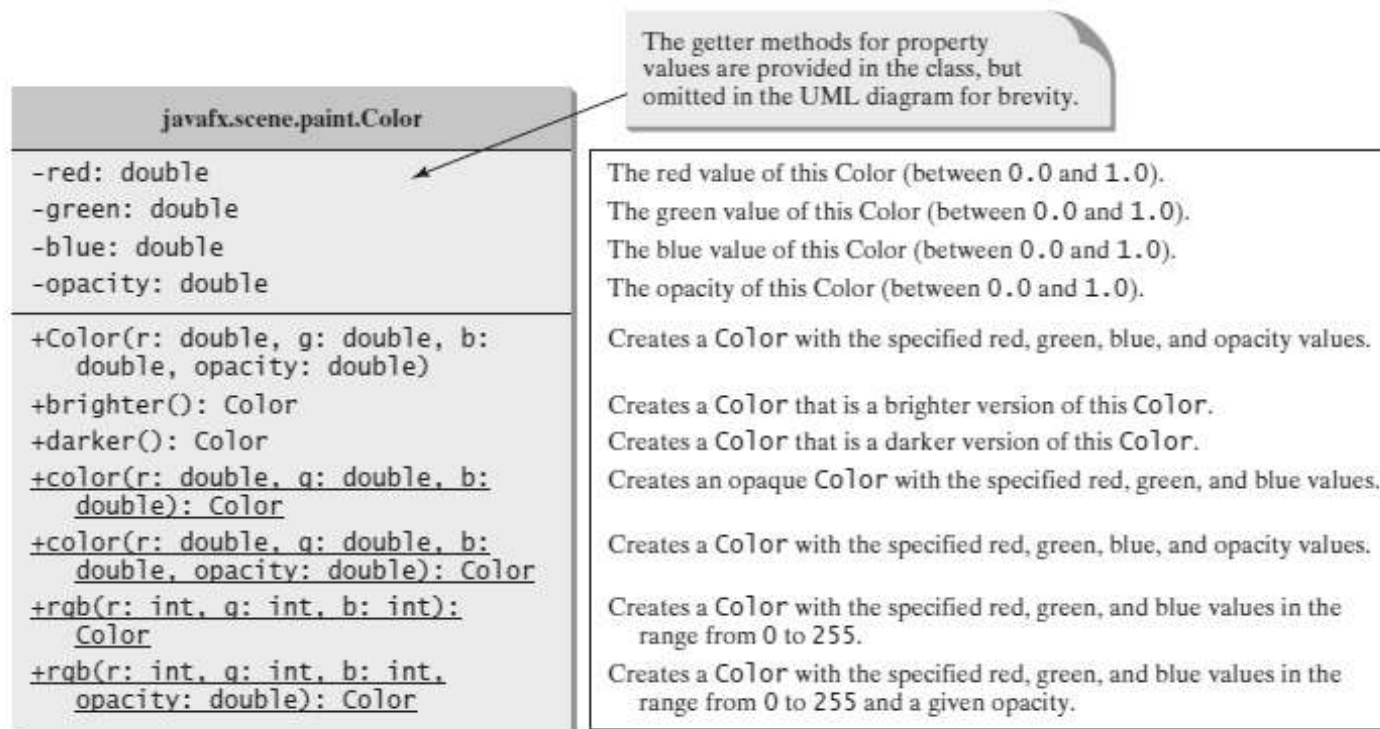 The getter methods for property
values are provided in the class, but
omitted in the UML diagram for brevity.
javafx.scene.paint.Color
-red: double
The red value of this Color (between 0.0 and 1.0).
-green: double
The green value of this Color (between 0.0 and 1.0).
-blue: double
The blue value of this Color (between 0.0 and 1.0).
-opacity: double
The opacity of this Color (between 0.0 and 1.0).
+Color(r: double, g: double, b:
double, opacity: double)
Creates a Color with the specified red, green, blue, and opacity values.
+brighter(): Color
Creates a Color that is a brighter version of this Color.
+darker(): Color
Creates a Color that is a darker version of this Color.
+color(r: double, g: double, b:
double): Color
Creates an opaque Color with the specified red, green, and blue values.
+color(r: double, g: double, b:
double, opacity: double): Color
Creates a Color with the specified red, green, blue, and opacity values.
+rgb(r: int, g: int, b: int):
Color
Creates a Color with the specified red, green, and blue values in the
range from 0 to 255.
+rgb(r: int, g: int, b: int,
opacity: double): Color
Creates a Color with the specified red, green, and blue values in the
range from 0 to 255 and a given opacity.